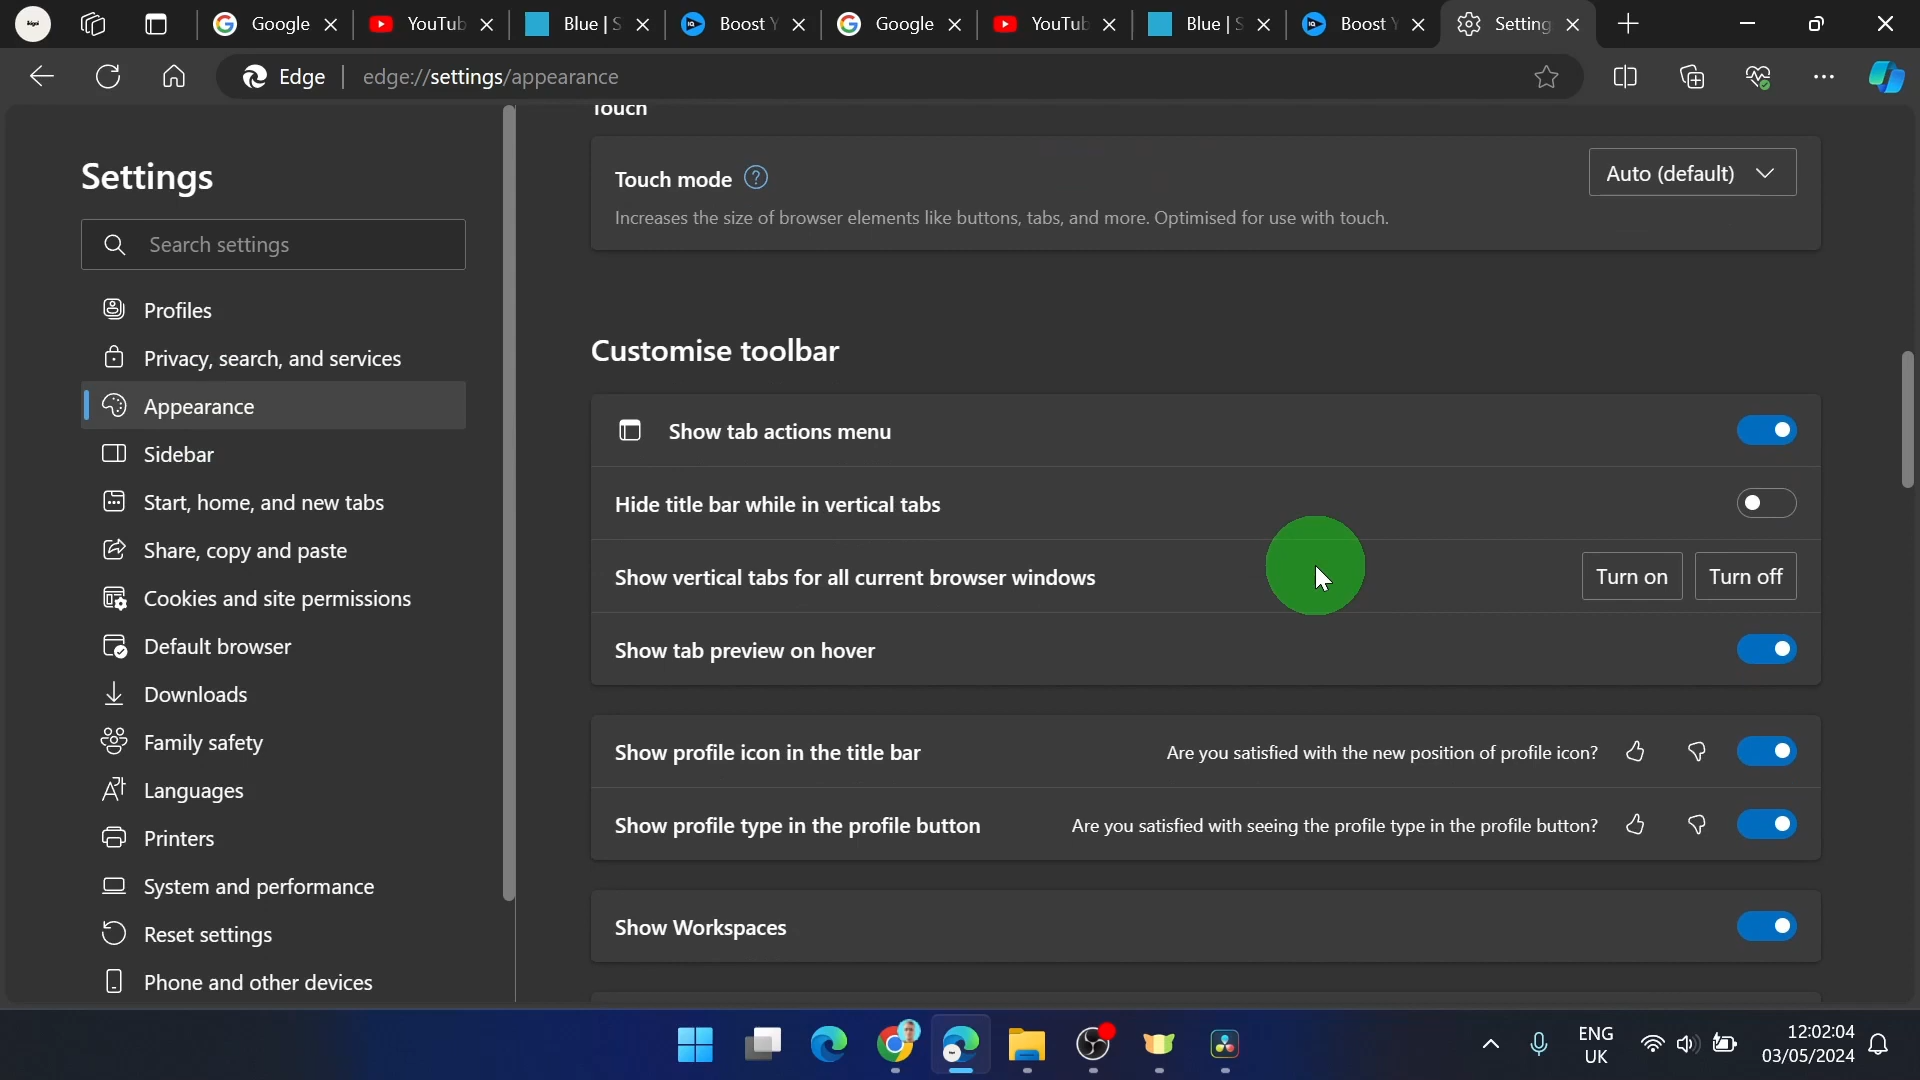 Google
YouTub
Blue | S
Boost Y
Google
YouTub
Blue | S
Boost Y
Setting
Edge
edge://settings/appearance
Touch
Settings
Search settings
Profiles
Privacy, search, and services
Appearance
Sidebar
Start, home, and new tabs
Share, copy and paste
Cookies and site permissions
Default browser
Downloads
Family safety
Languages
Printers
System and performance
Reset settings
Phone and other devices
Touch mode
Auto (default)
Increases the size of browser elements like buttons, tabs, and more. Optimised for use with touch.
Customise toolbar
Show tab actions menu
Hide title bar while in vertical tabs
Show vertical tabs for all current browser windows
Turn on
Turn off
Show tab preview on hover
Show profile icon in the title bar
Are you satisfied with the new position of profile icon?
Show profile type in the profile button
Are you satisfied with seeing the profile type in the profile button?
Show Workspaces
ENG
UK
12:02:04
03/05/2024